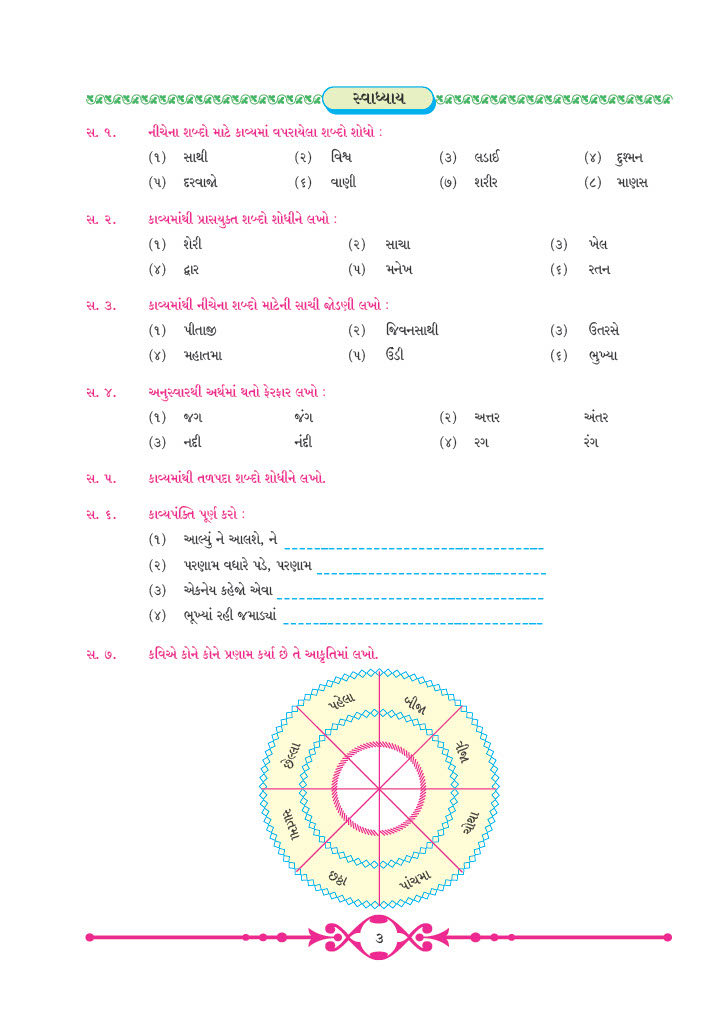 સ્વાધ્યાય
સ. ૧. નીચેના શબ્દો માટે કાવ્યમાં વપરાયેલા શબ્દો શોધો :
(૧) સાથી (૨) વિશ્વ (૩) લડાઈ (૪) દુશ્મન
(૫) દરવાજો (૬) વાણી (૭) શરીર (૮) માણસ
સ. ૨. કાવ્યમાંથી પ્રાસયુક્ત શબ્દો શોધીને લખો :
(૧) શેરી (૨) સાચા (૩) ખેલ
(૪) દ્વાર (૫) મનેખ (૬) રતન
સ. ૩. કાવ્યમાંથી નીચેના શબ્દો માટેની સાચી જોડણી લખો :
(૧) પીતાજી (૨) જિવનસાથી (૩) ઉતરસે
(૪) મહાતમા (૫) ઉંડી (૬) ભુખ્યા
સ. ૪. અનુસ્વારથી અર્થમાં થતો ફેરફાર લખો :
(૧) જગ જંગ (૨) અત્તર અંતર
(૩) નદી નંદી (૪) રગ રંગ
સ. ૫. કાવ્યમાંથી તળપદા શબ્દો શોધીને લખો.
સ. ૬. કાવ્યપંક્તિ પૂર્ણ કરો :
(૧) આલ્યું ને આલશે, ને
(૨) પરણામ વધારે પડે, પરણામ
(૩) એકનેય કહેજો એવા
(૪) ભૂખ્યાં રહી જમાડ્યાં
સ. ૭. કવિએ કોને કોને પ્રણામ કર્યા છે તે આકૃતિમાં લખો.
પહેલા
બીજા
ત્રીજા
ચોથા
પાંચમા
છઠ્ઠા
સાતમા
છેલ્લા
૩